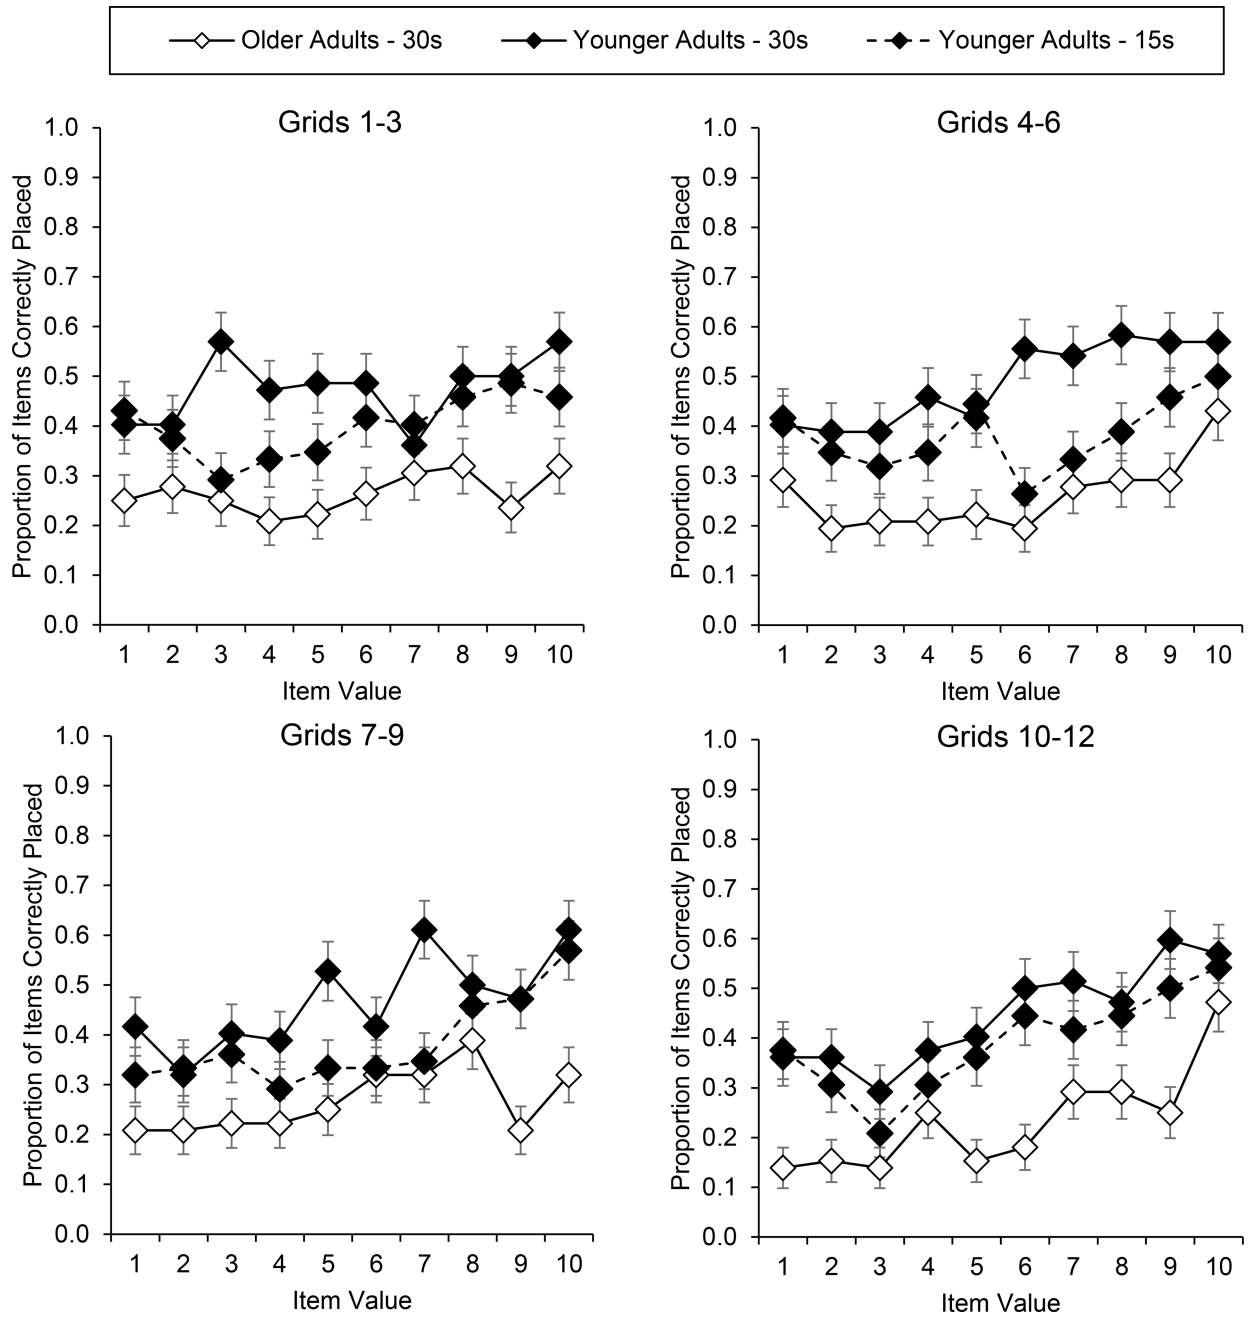 Older Adults - 30s Younger Adults - 30s Younger Adults - 15s
Grids 1-3
Proportion of Items Correctly Placed
1.0
0.9
0.8
0.7
0.6
0.5
0.4
0.3
0.2
0.1
0.0
1 2 3 4 5 6 7 8 9 10
Item Value
Grids 4-6
Proportion of Items Correctly Placed
1.0
0.9
0.8
0.7
0.6
0.5
0.4
0.3
0.2
0.1
0.0
1 2 3 4 5 6 7 8 9 10
Item Value
Grids 7-9
Proportion of Items Correctly Placed
1.0
0.9
0.8
0.7
0.6
0.5
0.4
0.3
0.2
0.1
0.0
1 2 3 4 5 6 7 8 9 10
Item Value
Grids 10-12
Proportion of Items Correctly Placed
1.0
0.9
0.8
0.7
0.6
0.5
0.4
0.3
0.2
0.1
0.0
1 2 3 4 5 6 7 8 9 10
Item Value